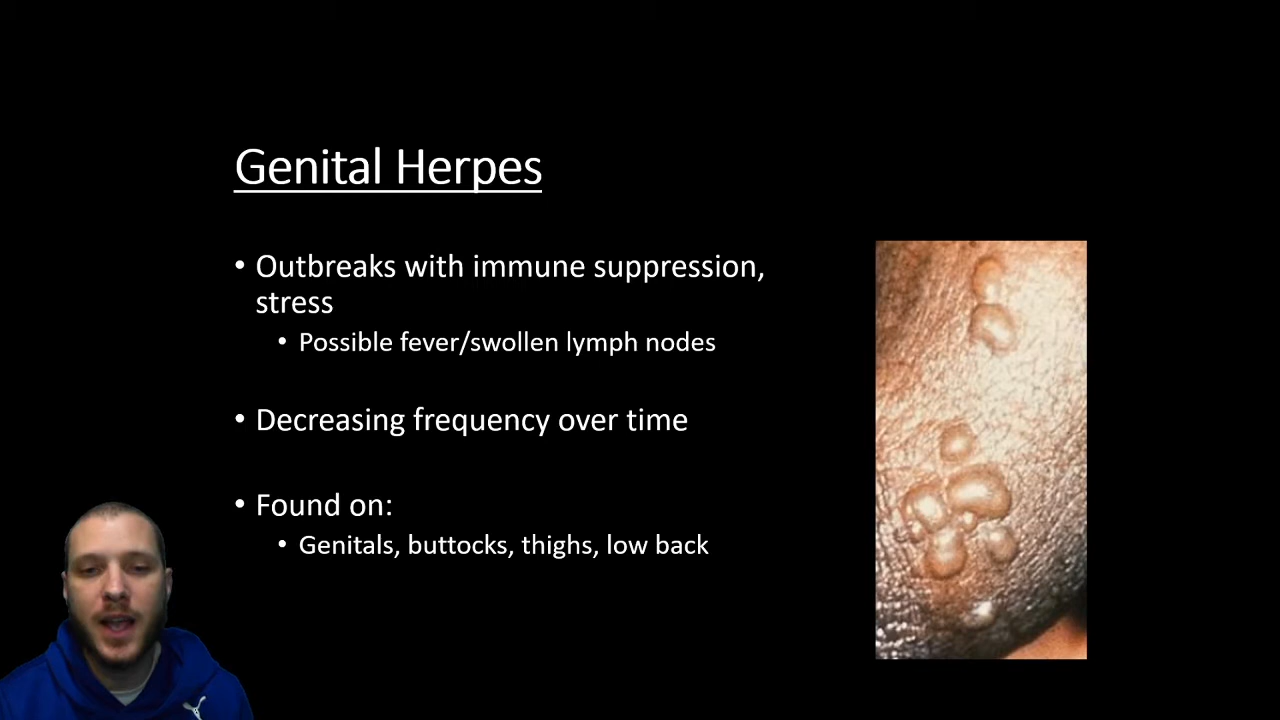 Genital Herpes
• Outbreaks with immune suppression,
stress
• Possible fever/swollen lymph nodes
• Decreasing frequency over time
• Found on:
• Genitals, buttocks, thighs, low back